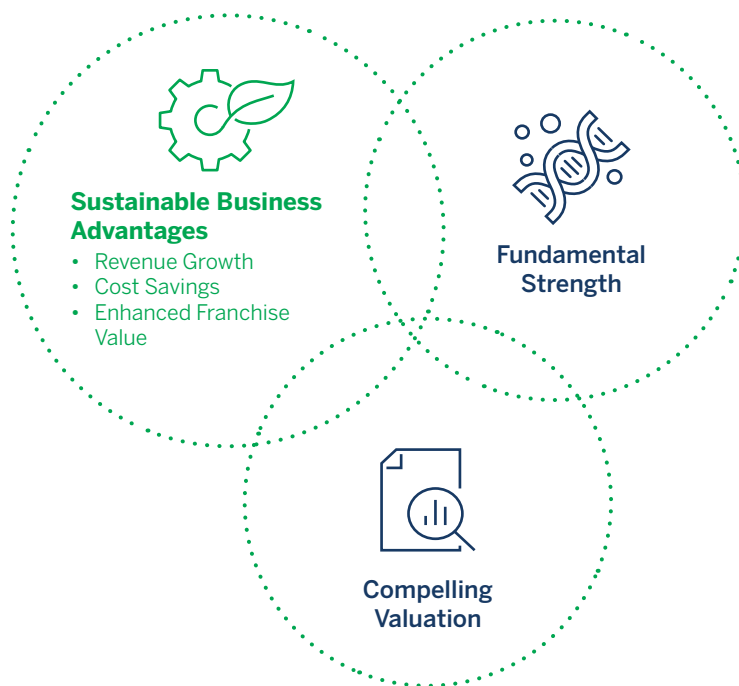 Sustainable Business
Advantages
• Revenue Growth
• Cost Savings
• Enhanced Franchise
Value
Fundamental
Strength
Compelling
Valuation